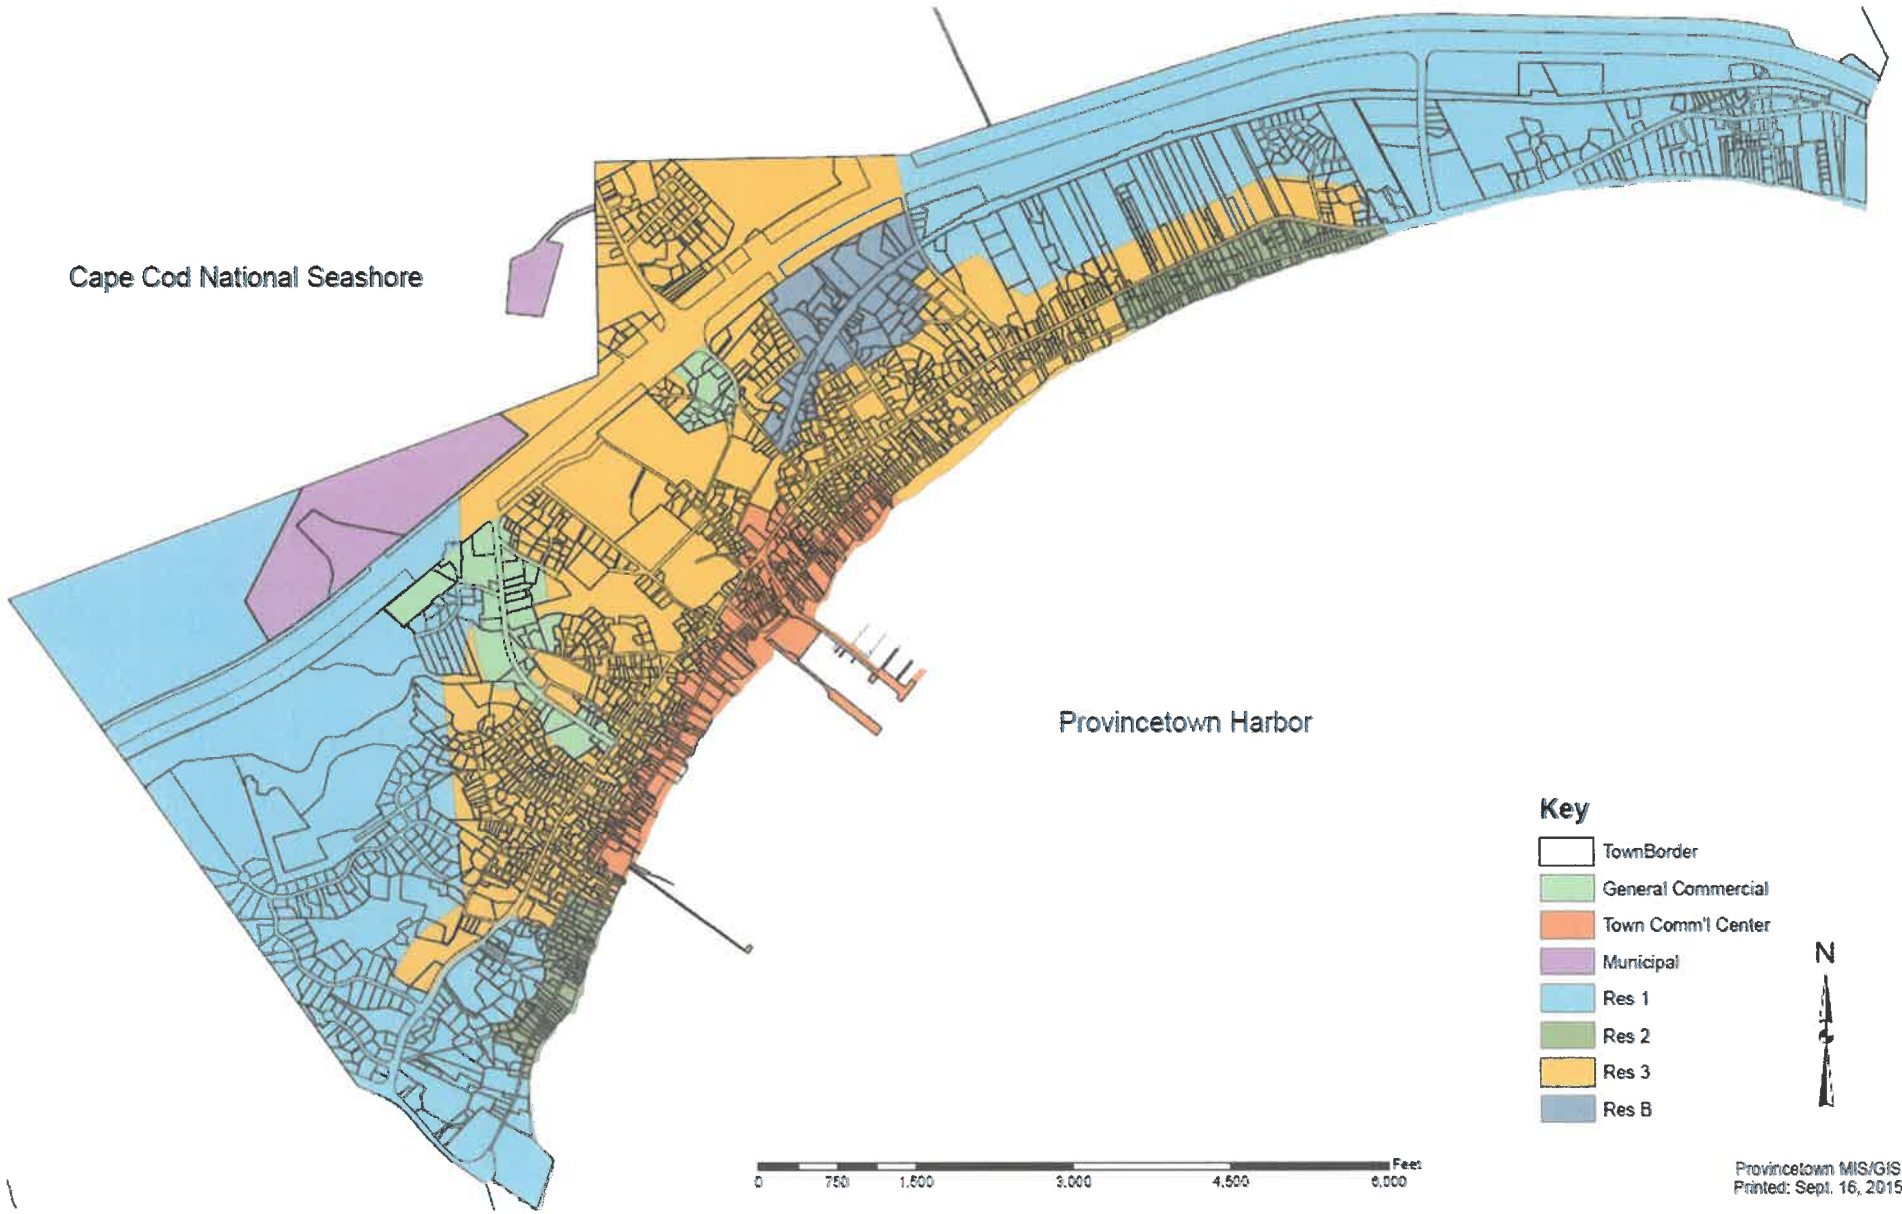 Cape Cod National Seashore
Provincetown Harbor
Key
TownBorder
General Commercial
Town Comm'l Center
Municipal
Res 1
Res 2
Res 3
Res B
N
Feet
0 750 1,500 3,000 4,500 6,000
Provincetown MIS/GIS
Printed: Sept. 16, 2015